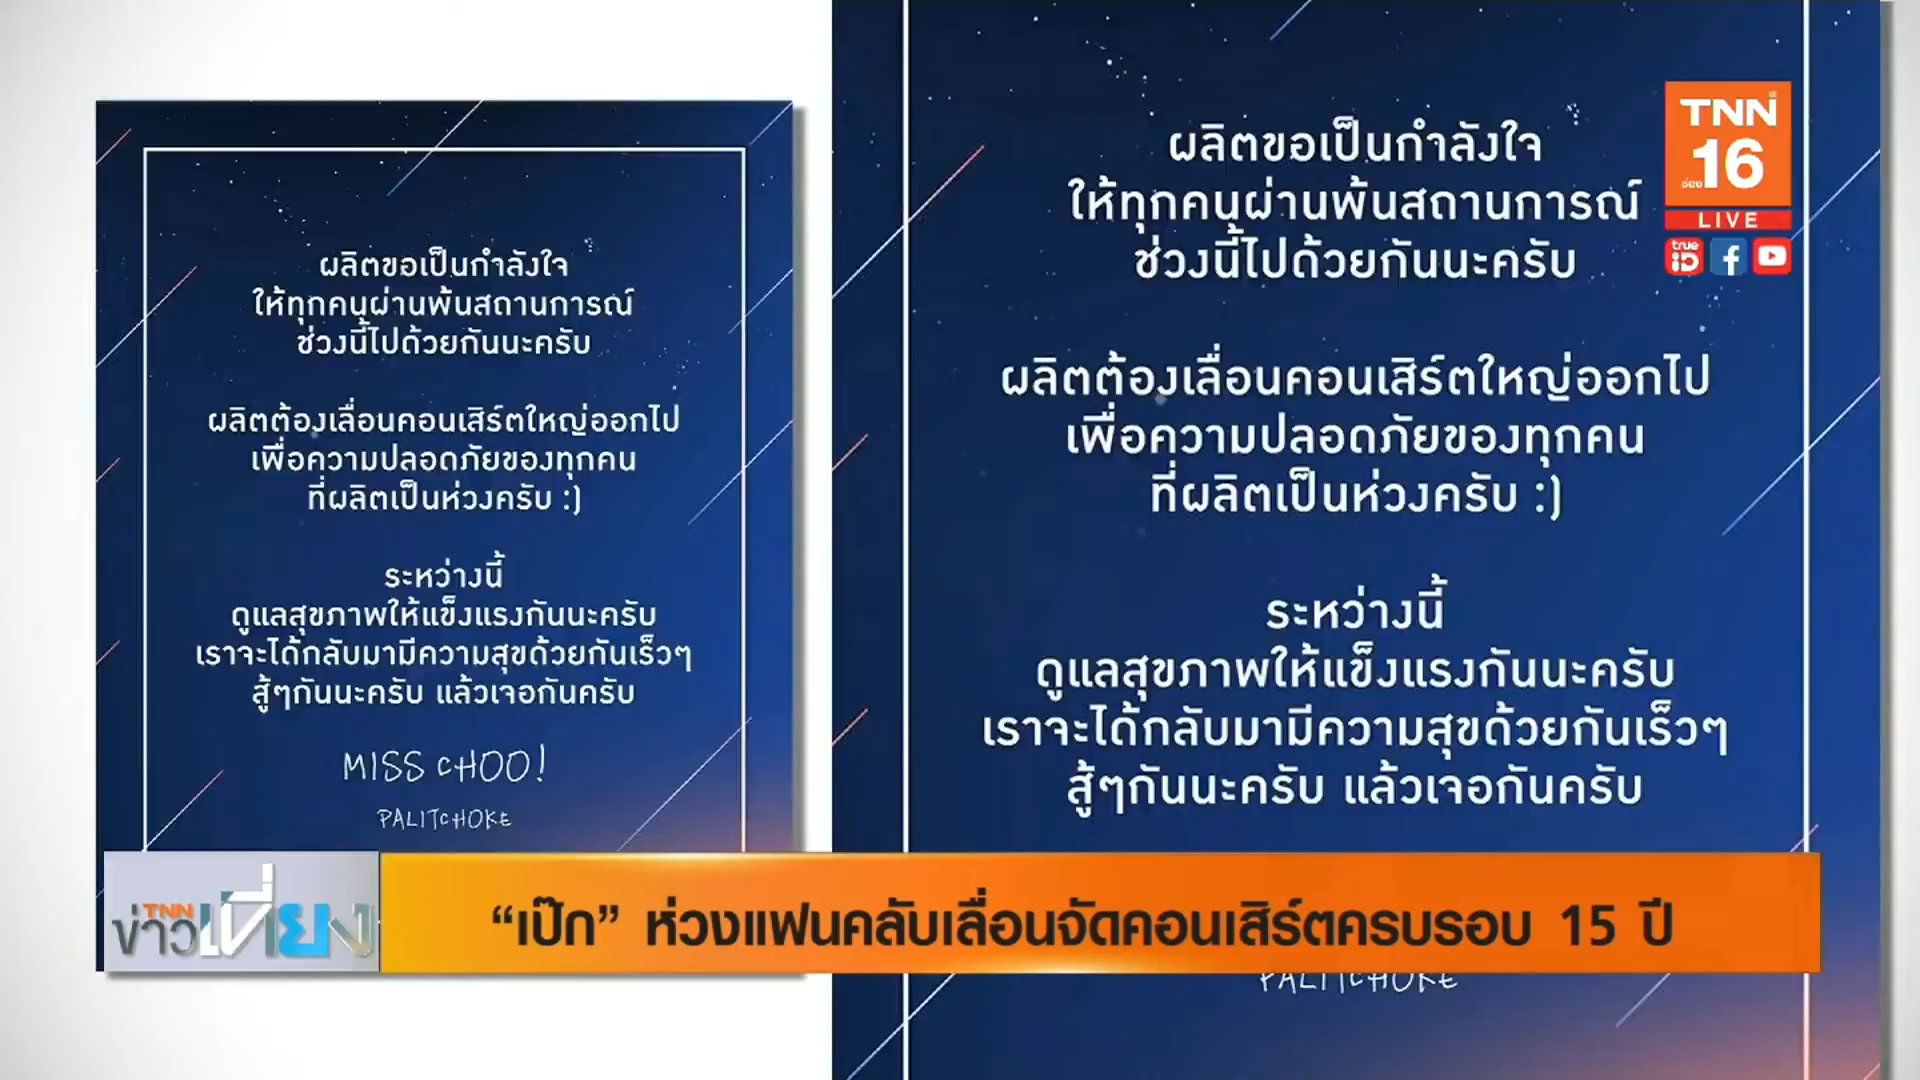 ผลิตขอเป็นกำลังใจ
ให้ทุกคนผ่านพ้นสถานการณ์
ช่วงนี้ไปด้วยกันนะครับ
ผลิตต้องเลื่อนคอนเสิร์ตใหญ่ออกไป
เพื่อความปลอดภัยของทุกคน
ที่ผลิตเป็นห่วงครับ :)
ระหว่างนี้
ดูแลสุขภาพให้แข็งแรงกันนะครับ
เราจะได้กลับมามีความสุขด้วยกันเร็วๆ
สู้ๆกันนะครับ แล้วเจอกันครับ
MISS CHOO!
PALITCHOKE
ผลิตขอเป็นกำลังใจ
ให้ทุกคนผ่านพ้นสถานการณ์
ช่วงนี้ไปด้วยกันนะครับ
ผลิตต้องเลื่อนคอนเสิร์ตใหญ่ออกไป
เพื่อความปลอดภัยของทุกคน
ที่ผลิตเป็นห่วงครับ :)
ระหว่างนี้
ดูแลสุขภาพให้แข็งแรงกันนะครับ
เราจะได้กลับมามีความสุขด้วยกันเร็วๆ
สู้ๆกันนะครับ แล้วเจอกันครับ
PALITCHOKE
TNN
ช่อง 16
LIVE
true iD
TNN
ข่าวเที่ยง
“เป๊ก” ห่วงแฟนคลับเลื่อนจัดคอนเสิร์ตครบรอบ 15 ปี